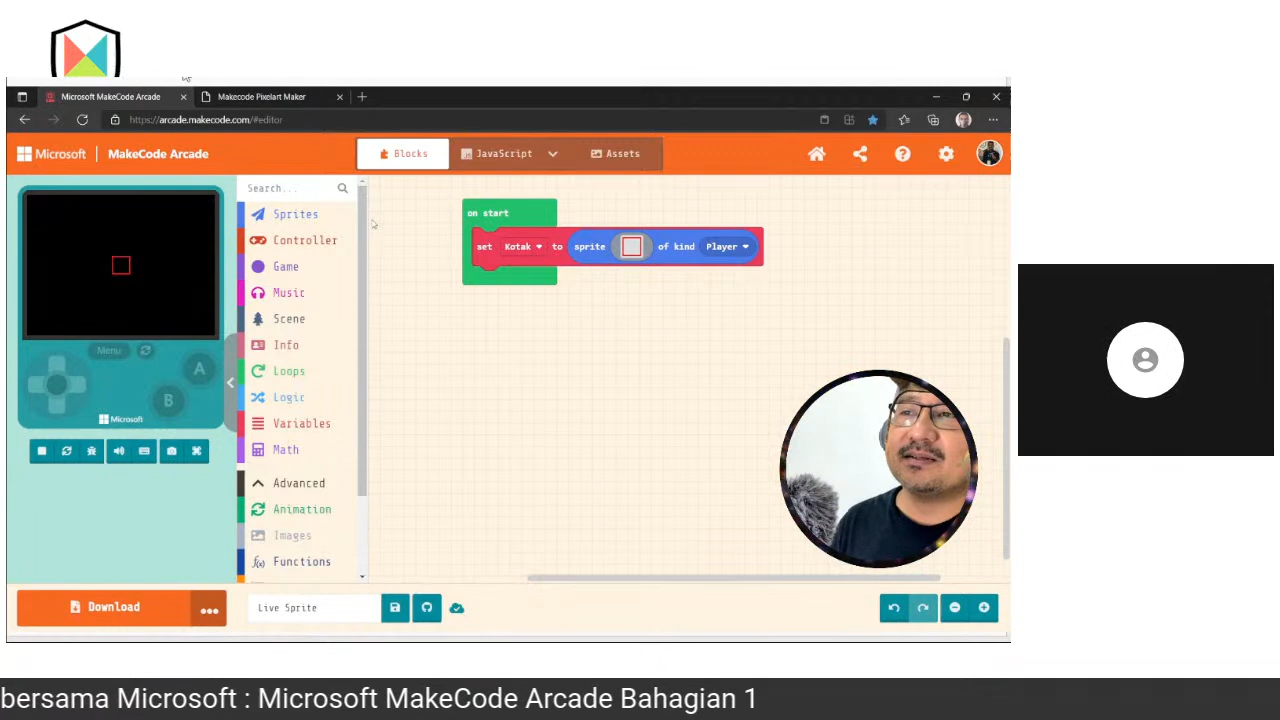 Microsoft MakeCode Arcade
Makecode Pixelart Maker
https://arcade.makecode.com/#editor
Microsoft
MakeCode Arcade
Blocks
JavaScript
Assets
Search...
Sprites
Controller
Game
Music
Scene
Info
Loops
Logic
Variables
Math
Advanced
Animation
Images
f(x) Functions
on start
set Kotak to sprite of kind Player
Menu
A
B
Microsoft
Download
Live Sprite
bersama Microsoft : Microsoft MakeCode Arcade Bahagian 1